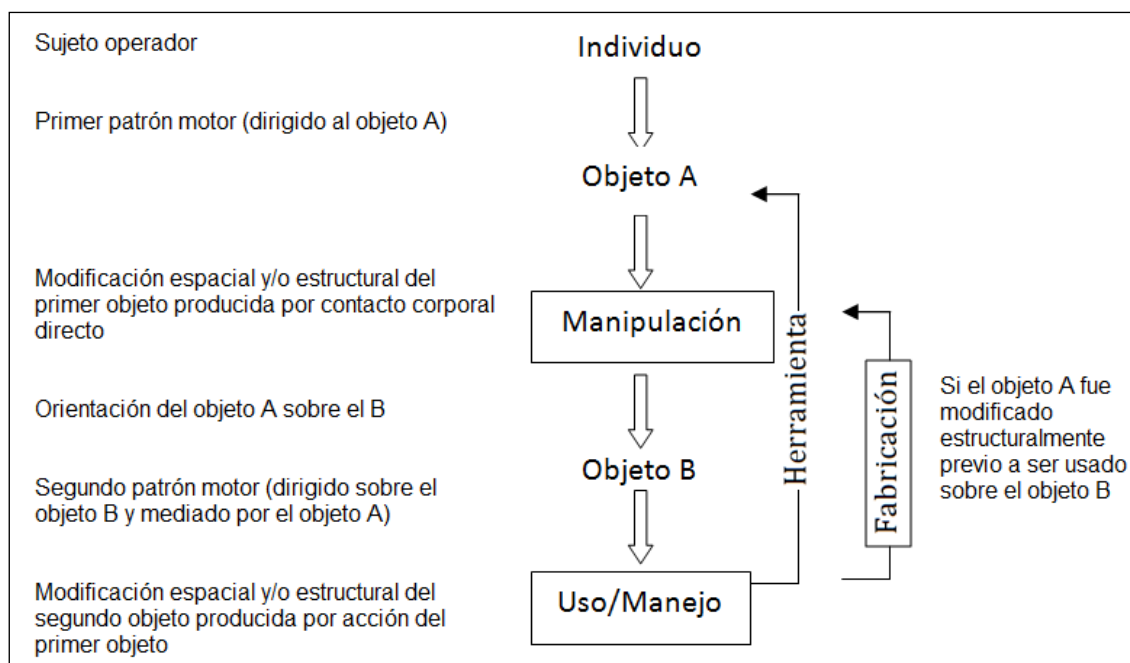 Sujeto operador
Individuo
Primer patrón motor (dirigido al objeto A)
Objeto A
Modificación espacial y/o estructural del
primer objeto producida por contacto corporal
directo
Manipulación
Orientación del objeto A sobre el B
Objeto B
Segundo patrón motor (dirigido sobre el
objeto B y mediado por el objeto A)
Modificación espacial y/o estructural del
segundo objeto producida por acción del
primer objeto
Uso/Manejo
Herramienta
Fabricación
Si el objeto A fue
modificado
estructuralmente
previo a ser usado
sobre el objeto B